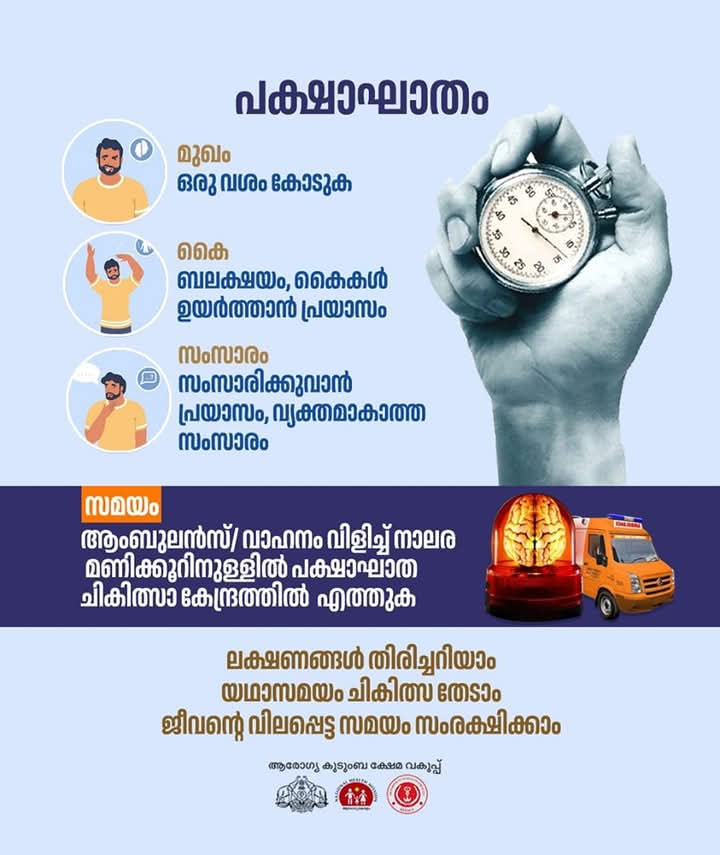 പക്ഷാഘാതം
മുഖം
ഒരു വശം കോടുക
കൈ
ബലക്ഷയം, കൈകൾ
ഉയർത്താൻ പ്രയാസം
സംസാരം
സംസാരിക്കുവാൻ
പ്രയാസം, വ്യക്തമാകാത്ത
സംസാരം
സമയം
ആംബുലൻസ്/ വാഹനം വിളിച്ച് നാലര
മണിക്കൂറിനുള്ളിൽ പക്ഷാഘാത
ചികിത്സാ കേന്ദ്രത്തിൽ എത്തുക
ലക്ഷണങ്ങൾ തിരിച്ചറിയാം
യഥാസമയം ചികിത്സ തേടാം
ജീവന്റെ വിലപ്പെട്ട സമയം സംരക്ഷിക്കാം
ആരോഗ്യ കുടുംബ ക്ഷേമ വകുപ്പ്